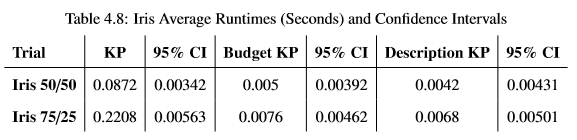 Table 4.8: Iris Average Runtimes (Seconds) and Confidence Intervals
Trial KP 95% CI Budget KP 95% CI Description KP 95% CI
Iris 50/50 0.0872 0.00342 0.005 0.00392 0.0042 0.00431
Iris 75/25 0.2208 0.00563 0.0076 0.00462 0.0068 0.00501